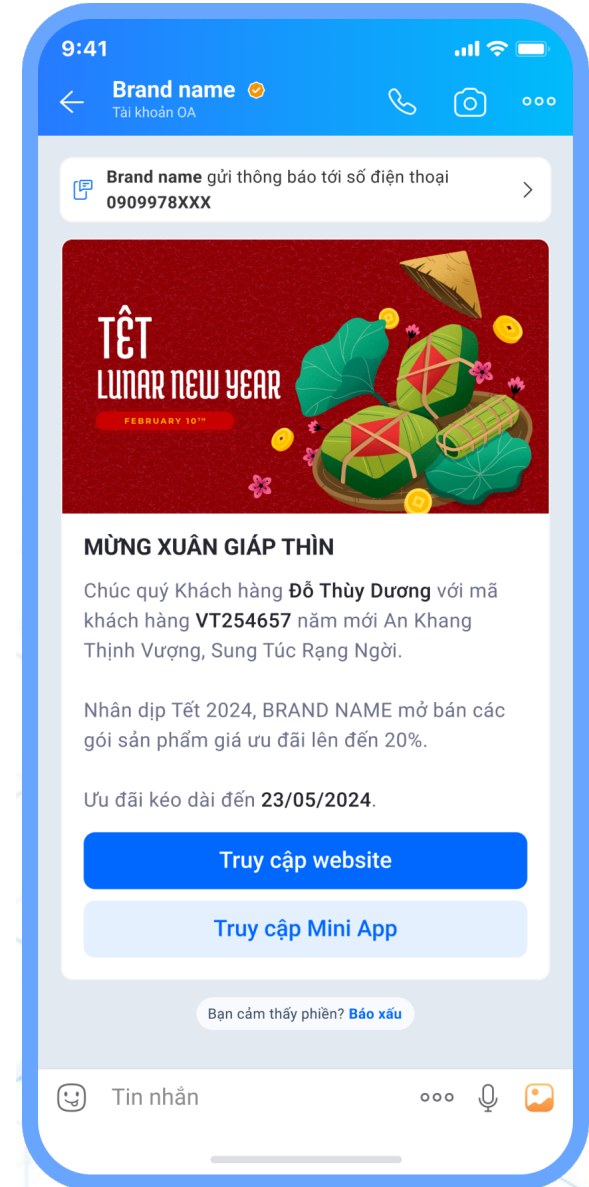 9:41
Brand name
Tài khoản OA
Brand name gửi thông báo tới số điện thoại
0909978XXX
TẾT
LUNAR NEW YEAR
FEBRUARY 10TH
MỪNG XUÂN GIÁP THÌN
Chúc quý Khách hàng Đỗ Thùy Dương với mã
khách hàng VT254657 năm mới An Khang
Thịnh Vượng, Sung Túc Rạng Ngời.
Nhân dịp Tết 2024, BRAND NAME mở bán các
gói sản phẩm giá ưu đãi lên đến 20%.
Ưu đãi kéo dài đến 23/05/2024.
Truy cập website
Truy cập Mini App
Bạn cảm thấy phiền? Báo xấu
Tin nhắn